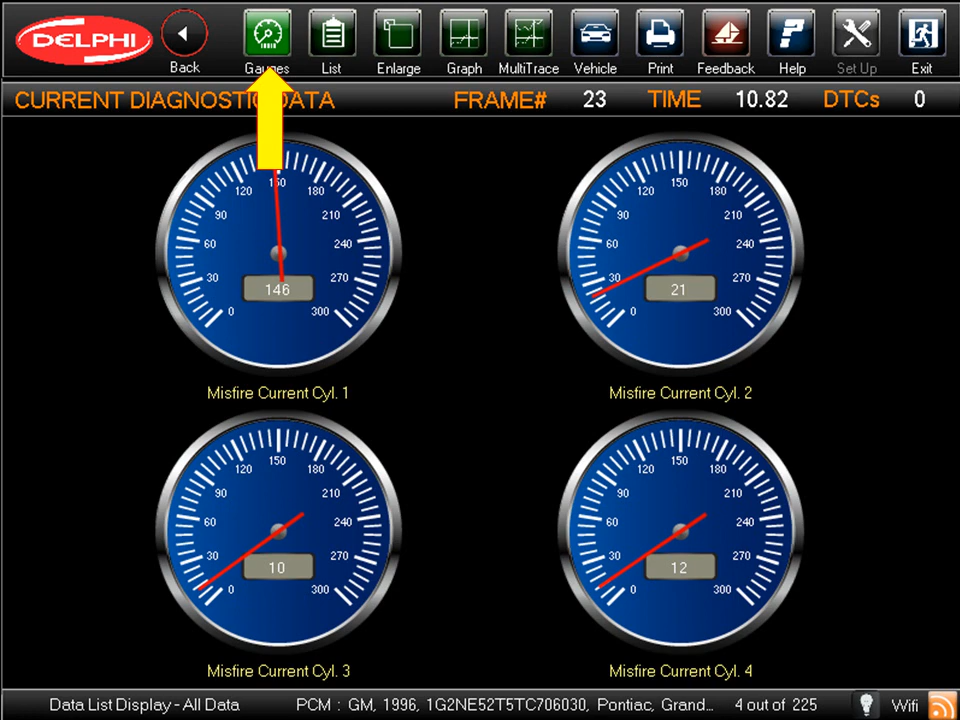 DELPHI
Back
Gauges
List
Enlarge
Graph
MultiTrace
Vehicle
Print
Feedback
Help
Set Up
Exit
CURRENT DIAGNOSTIC DATA FRAME# 23 TIME 10.82 DTCs 0
0 30 60 90 120 150 180 210 240 270 300
146
Misfire Current Cyl. 1
0 30 60 90 120 150 180 210 240 270 300
21
Misfire Current Cyl. 2
0 30 60 90 120 150 180 210 240 270 300
10
Misfire Current Cyl. 3
0 30 60 90 120 150 180 210 240 270 300
12
Misfire Current Cyl. 4
Data List Display - All Data PCM : GM, 1996, 1G2NE52T5TC706030, Pontiac, Grand... 4 out of 225 Wifi